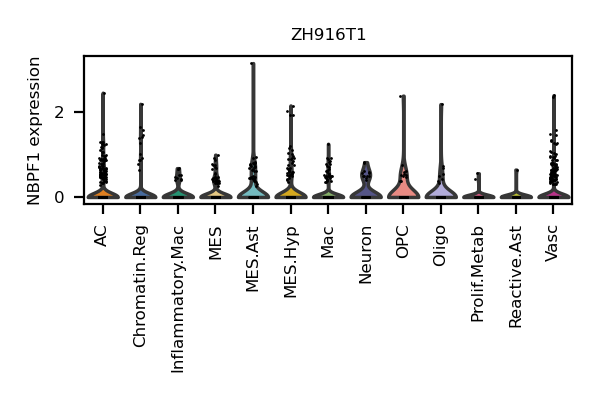 ZH916T1
NBPF1 expression
2
0
AC
Chromatin.Reg
Inflammatory.Mac
MES
MES.Ast
MES.Hyp
Mac
Neuron
OPC
Oligo
Prolif.Metab
Reactive.Ast
Vasc